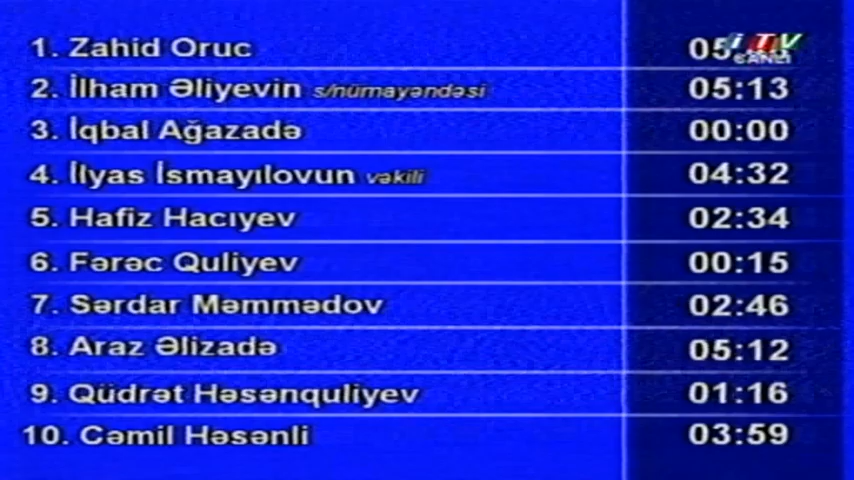 1. Zahid Oruc 05
İTV
CANLI
2. İlham Əliyevin s/nümayəndəsi 05:13
3. İqbal Ağazadə 00:00
4. İlyas İsmayılovun vəkili 04:32
5. Hafiz Hacıyev 02:34
6. Fərəc Quliyev 00:15
7. Sərdar Məmmədov 02:46
8. Araz Əlizadə 05:12
9. Qüdrət Həsənquliyev 01:16
10. Cəmil Həsənli 03:59